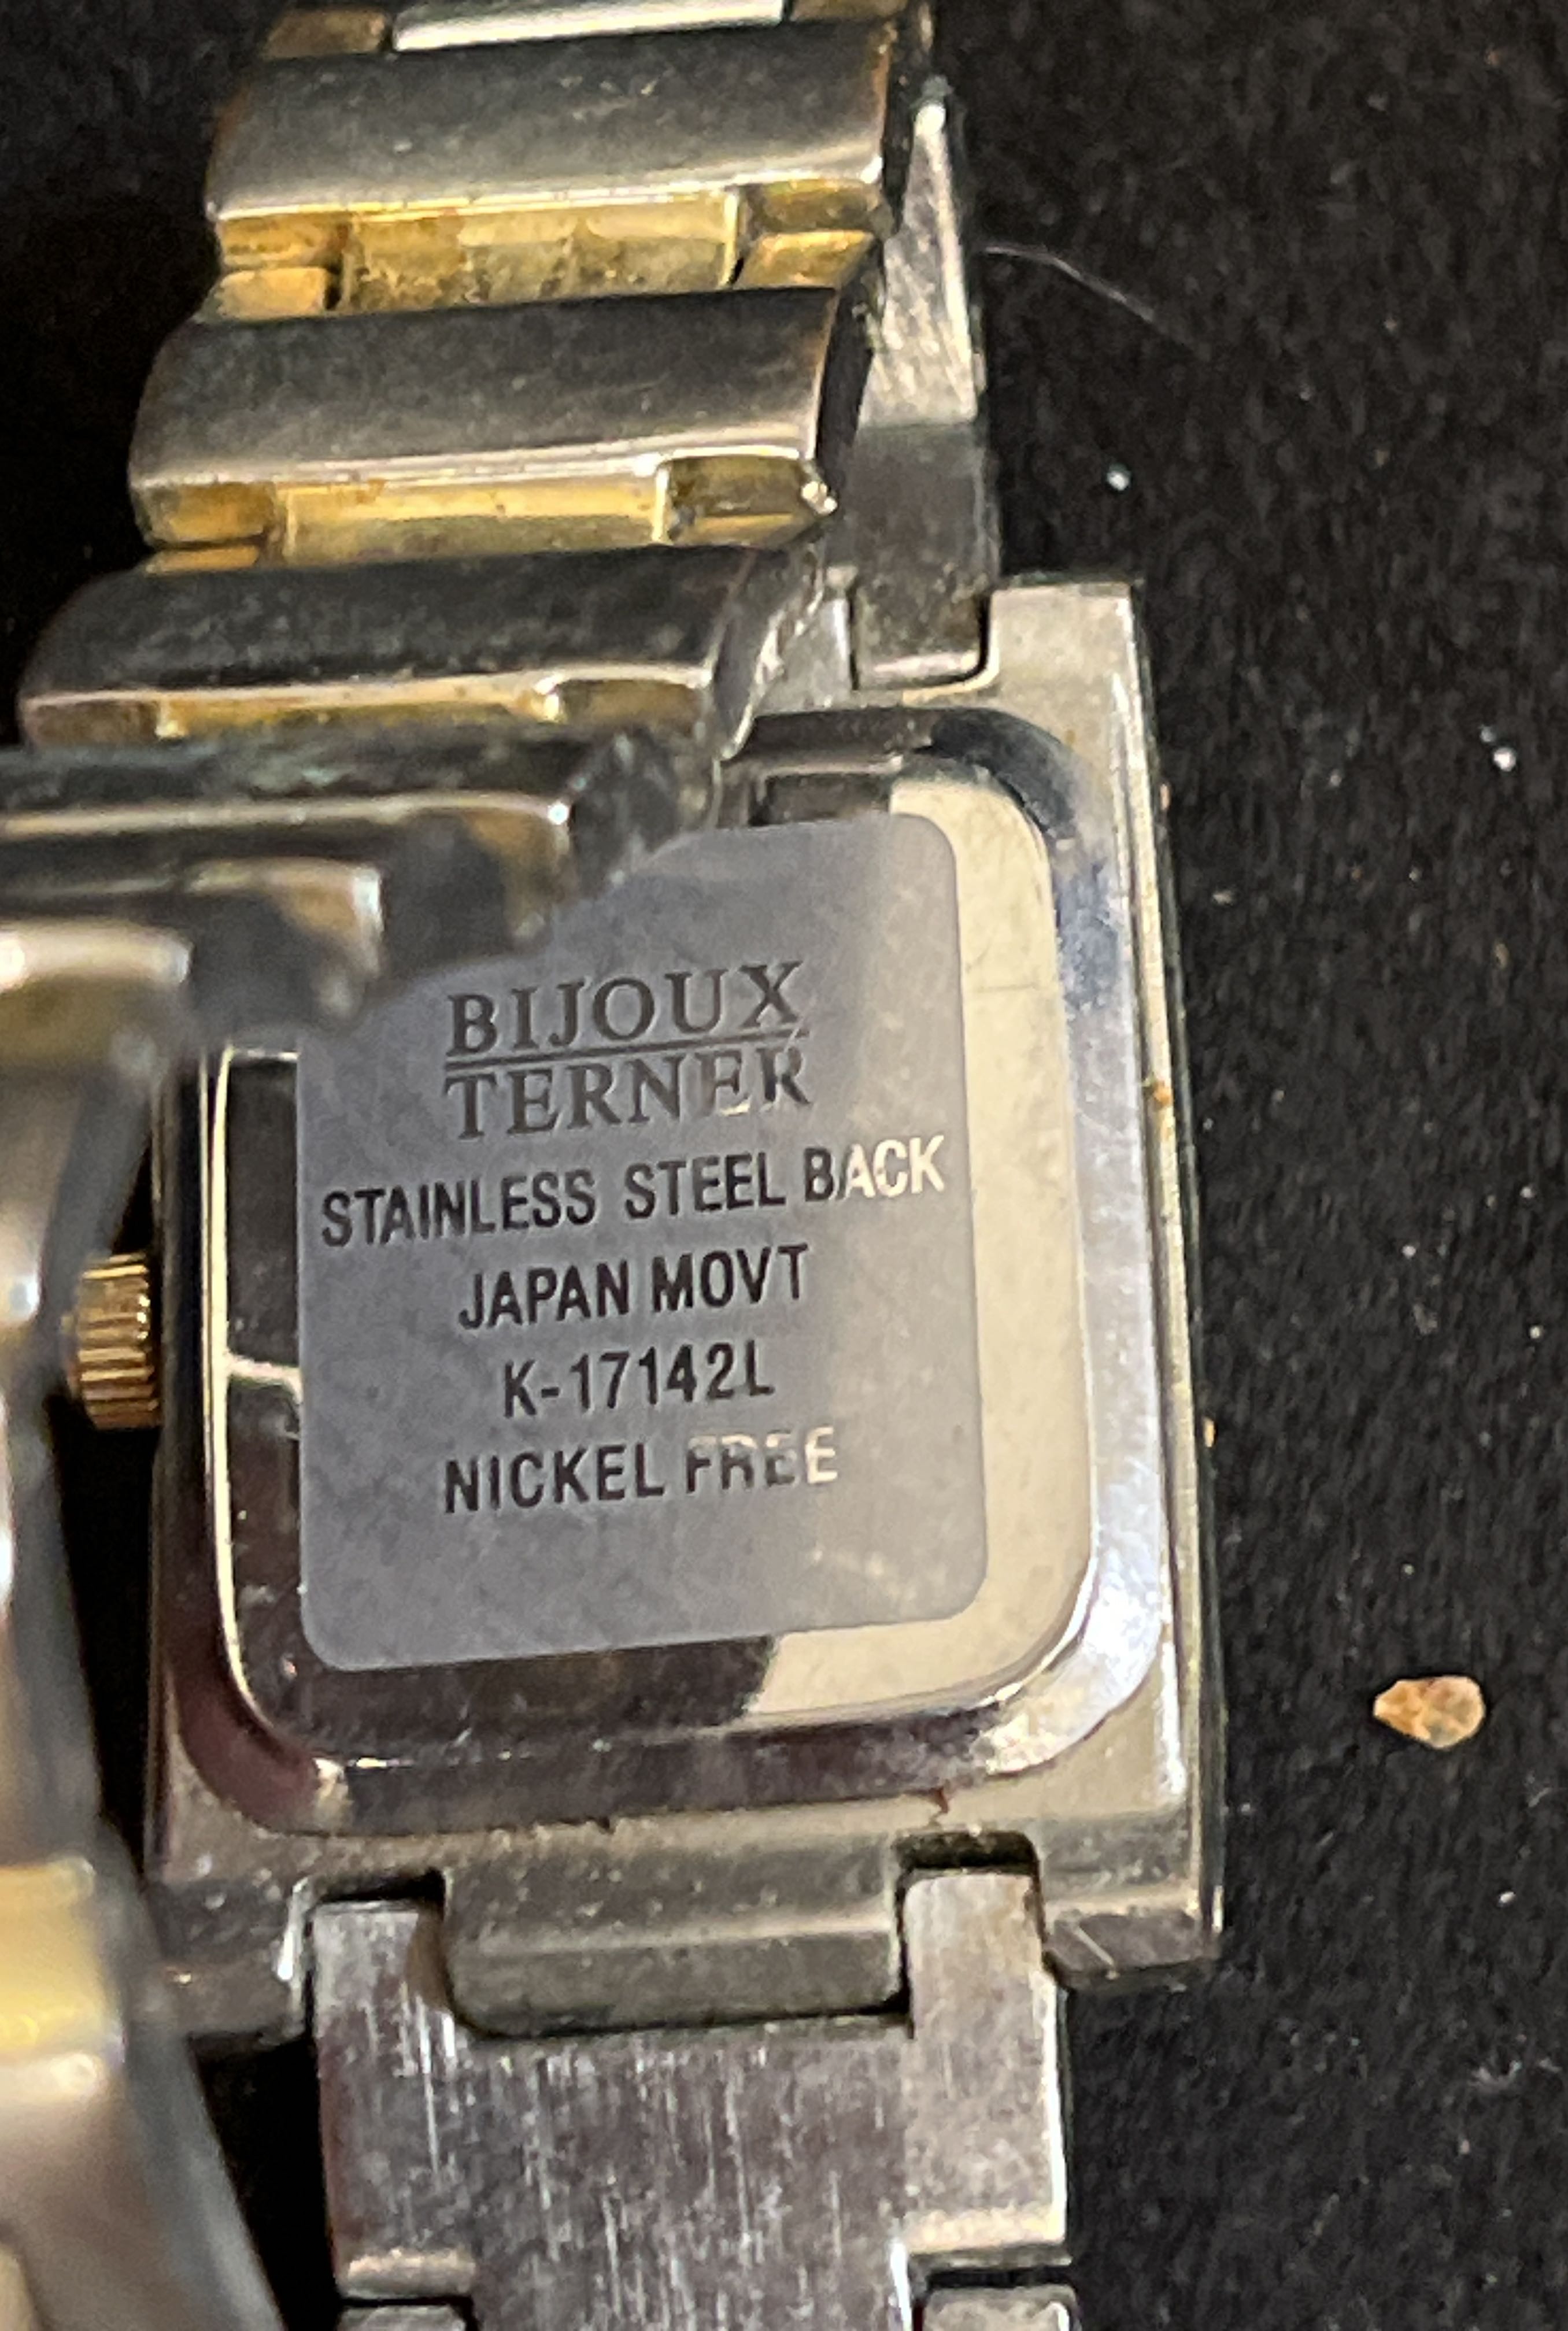 BIJOUX
TERNER
STAINLESS STEEL BACK
JAPAN MOVT
K-17142L
NICKEL FREE